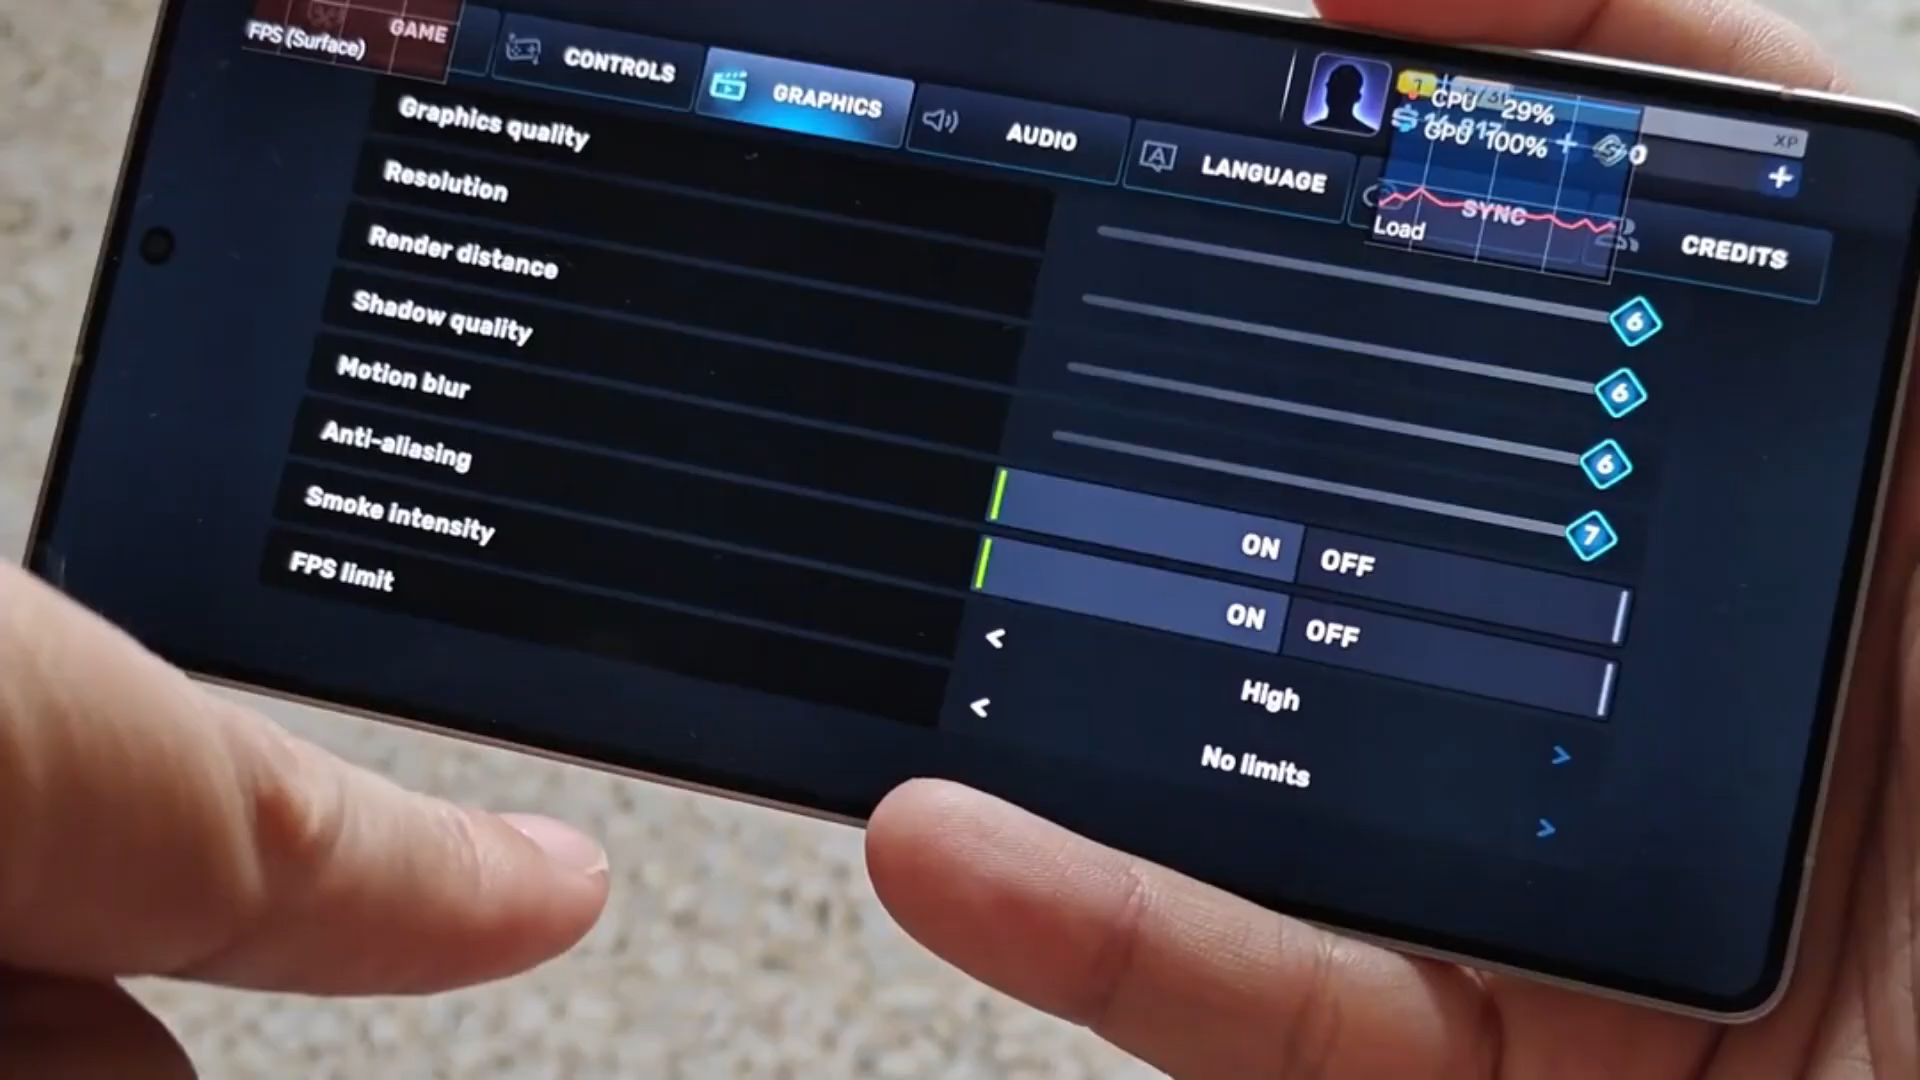 FPS (Surface)
GAME
CONTROLS
GRAPHICS
AUDIO
LANGUAGE
SYNC
CREDITS
CPU 29%
GPU 100%
Load
0
XP
Graphics quality
6
Resolution
6
Render distance
6
Shadow quality
7
Motion blur
ON OFF
Anti-aliasing
ON OFF
Smoke intensity
< High >
FPS limit
< No limits >